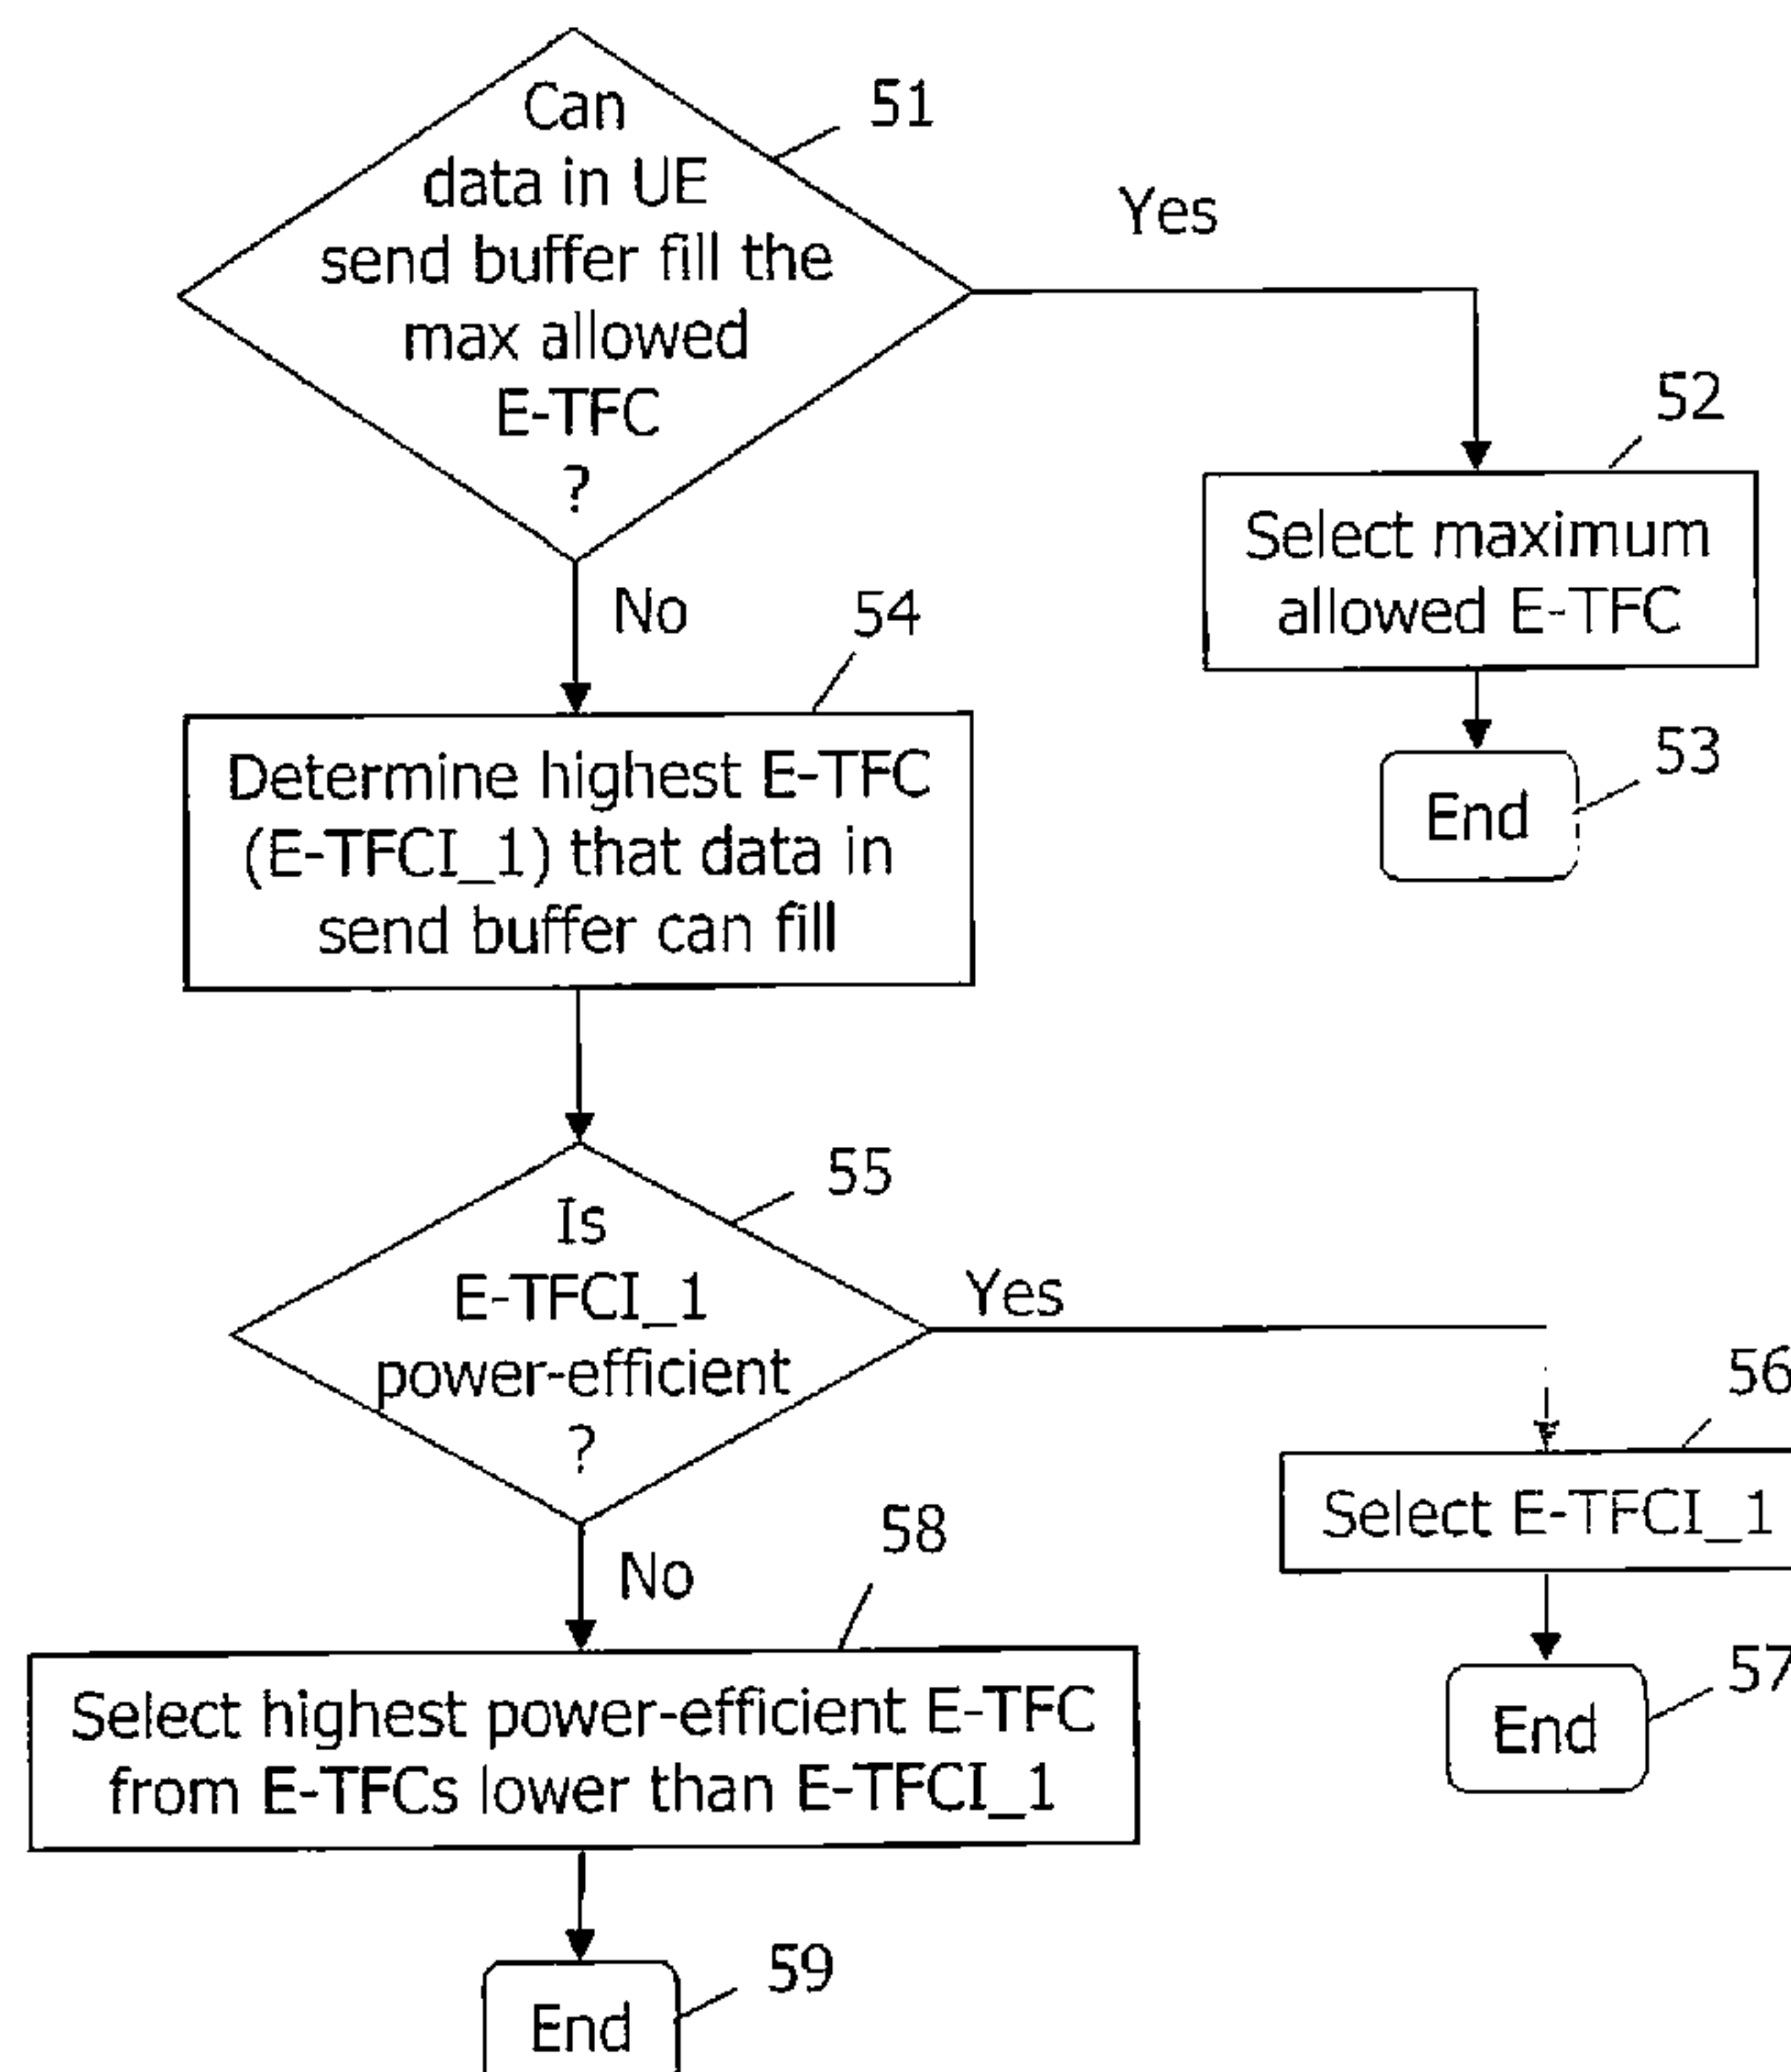 Can
data in UE
send buffer fill the
max allowed
E-TFC
?
51
Yes
52
Select maximum
allowed E-TFC
53
End
No
54
Determine highest E-TFC
(E-TFCI_1) that data in
send buffer can fill
55
Is
E-TFCI_1
power-efficient
?
Yes
56
Select E-TFCI_1
57
End
No
58
Select highest power-efficient E-TFC
from E-TFCs lower than E-TFCI_1
59
End